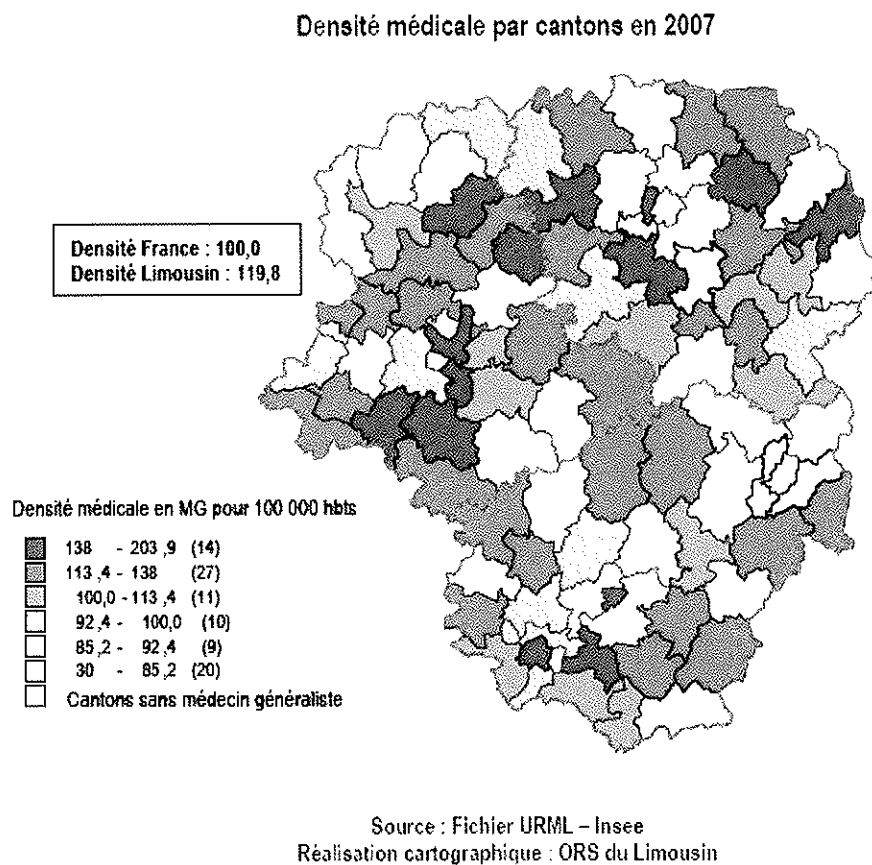 Densité médicale par cantons en 2007
Densité France : 100,0
Densité Limousin : 119,8
Densité médicale en MG pour 100 000 hbts
138 - 203 ,9 (14)
113 ,4 - 138 (27)
100,0 - 113 ,4 (11)
92 ,4 - 100,0 (10)
85 ,2 - 92 ,4 (9)
30 - 85 ,2 (20)
Cantons sans médecin généraliste
Source : Fichier URML – Insee
Réalisation cartographique : ORS du Limousin